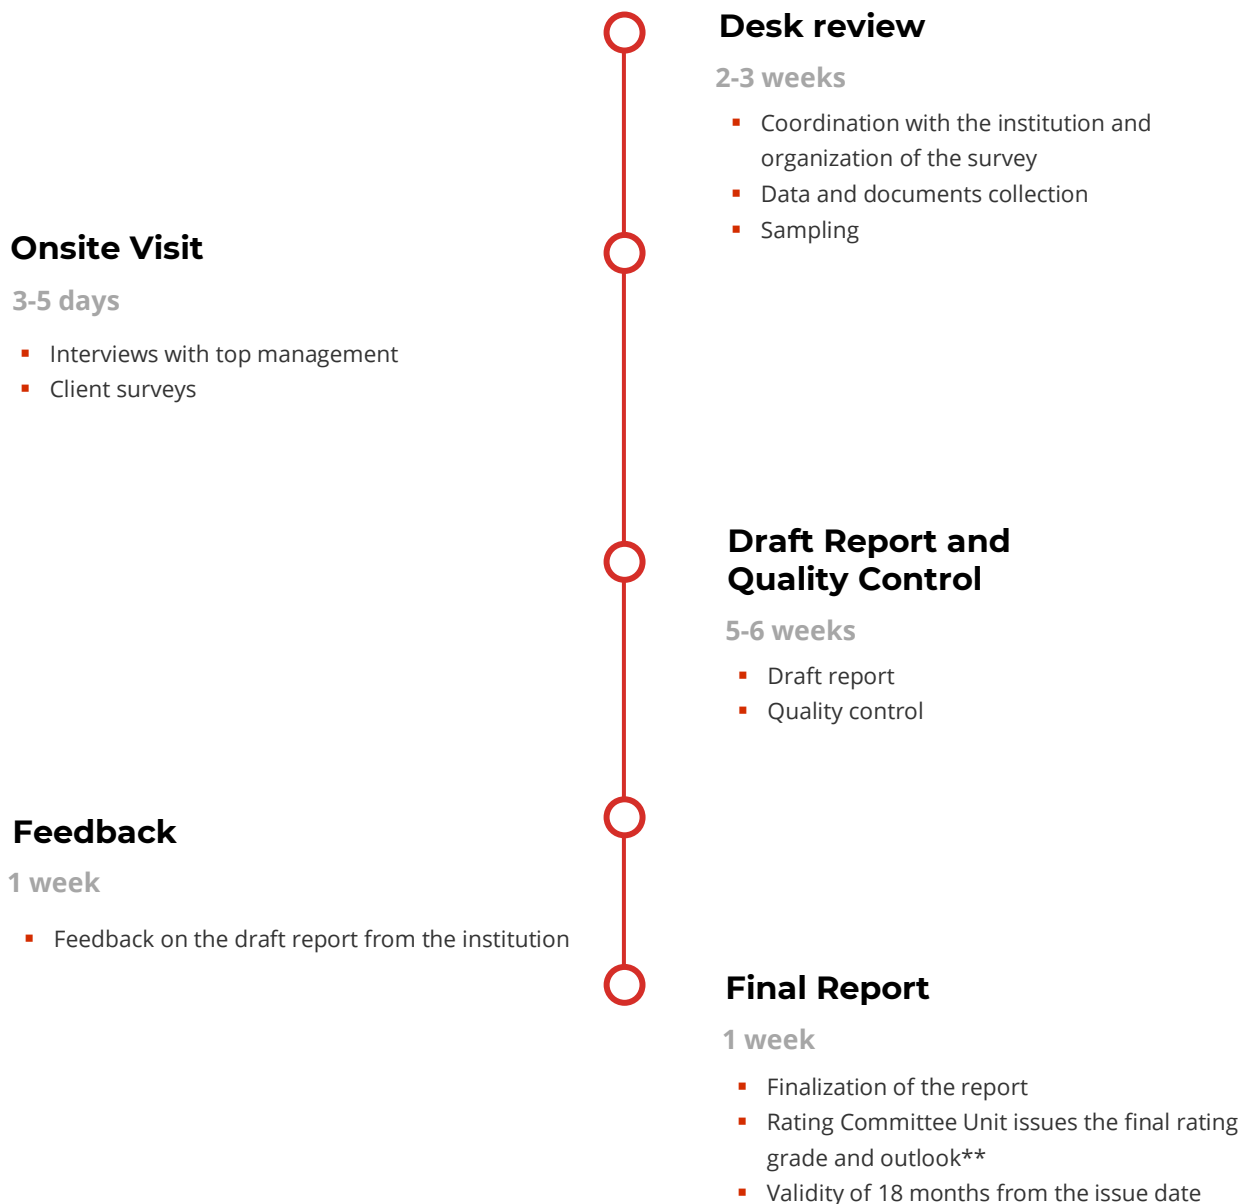 Desk review
2-3 weeks
▪ Coordination with the institution and
organization of the survey
▪ Data and documents collection
▪ Sampling
Onsite Visit
3-5 days
▪ Interviews with top management
▪ Client surveys
Draft Report and
Quality Control
5-6 weeks
▪ Draft report
▪ Quality control
Feedback
1 week
▪ Feedback on the draft report from the institution
Final Report
1 week
▪ Finalization of the report
▪ Rating Committee Unit issues the final rating
grade and outlook**
▪ Validity of 18 months from the issue date